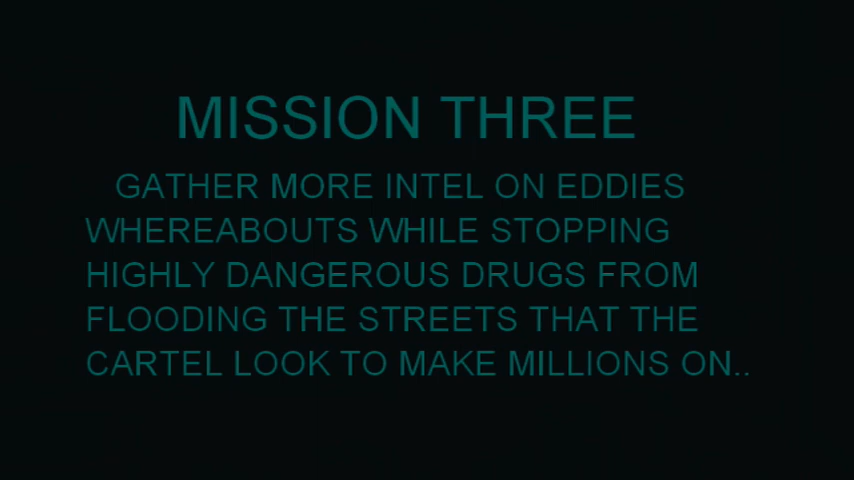 MISSION THREE
GATHER MORE INTEL ON EDDIES
WHEREABOUTS WHILE STOPPING
HIGHLY DANGEROUS DRUGS FROM
FLOODING THE STREETS THAT THE
CARTEL LOOK TO MAKE MILLIONS ON..